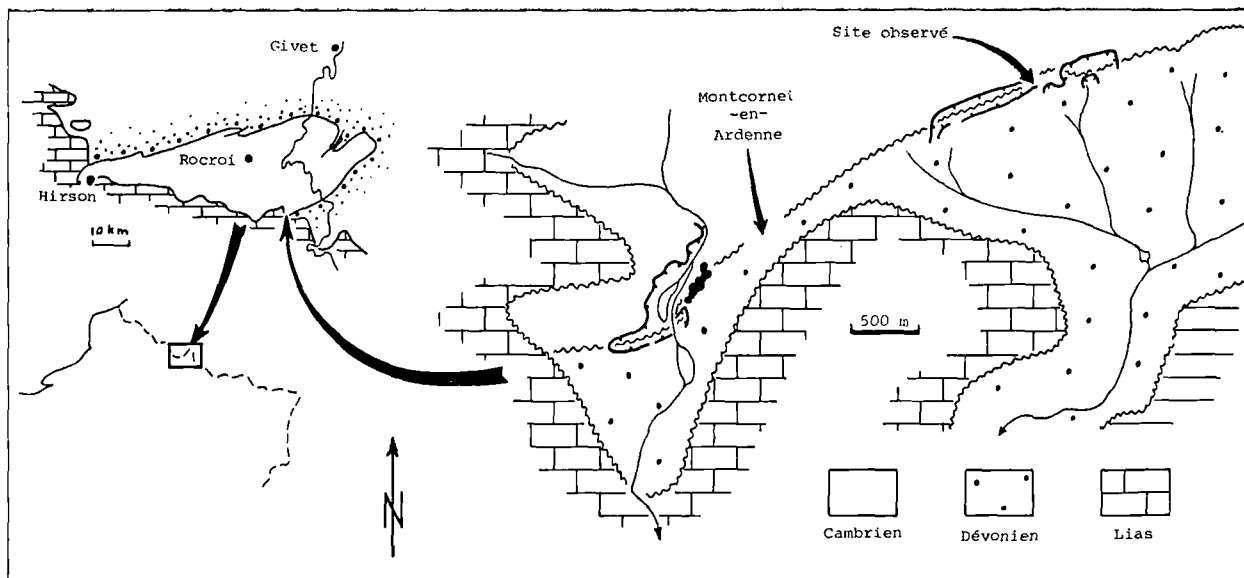 Givet
Rocroi
Hirson
10 km
N
Site observé
Montcornet
-en-
Ardenne
500 m
Cambrien
Dévonien
Lias